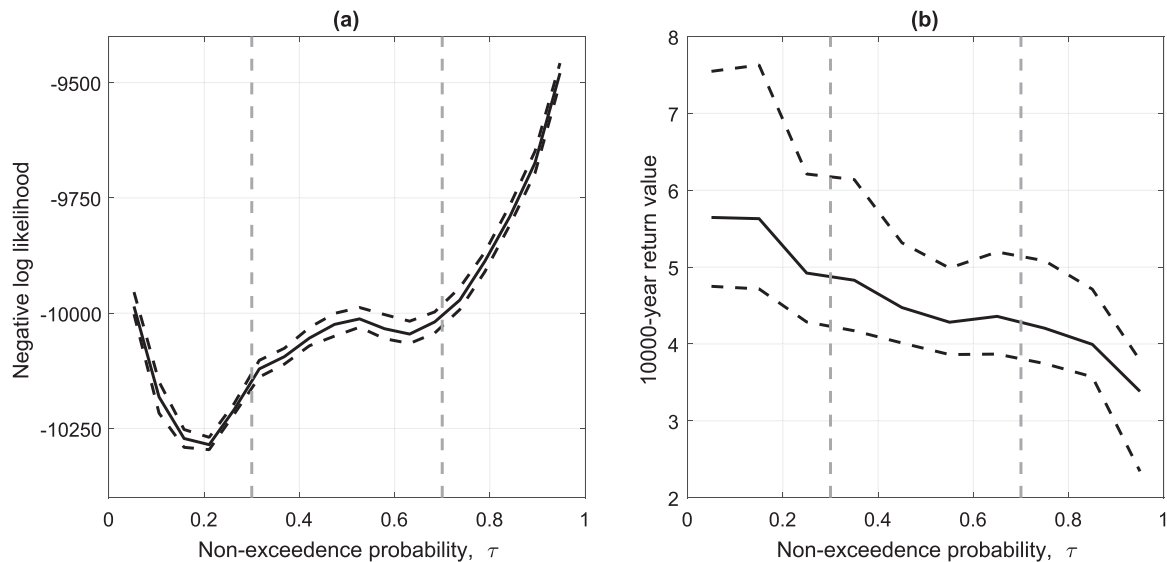 (a)
Negative log likelihood
-9500
-9750
-10000
-10250
0 0.2 0.4 0.6 0.8 1
Non-exceedence probability, τ
(b)
10000-year return value
8
7
6
5
4
3
2
0 0.2 0.4 0.6 0.8 1
Non-exceedence probability, τ